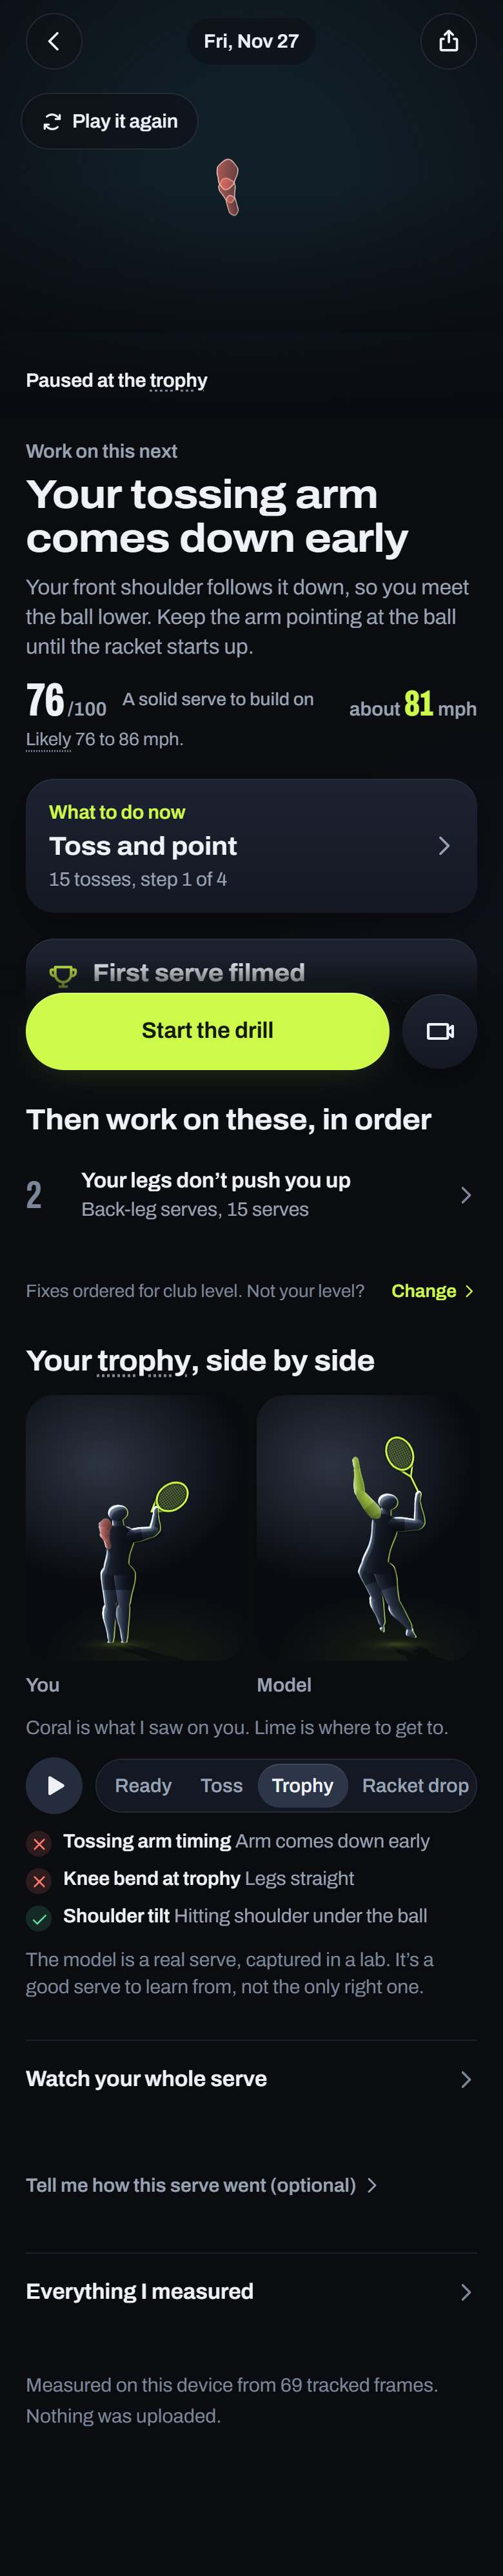 Fri, Nov 27
Play it again
Paused at the trophy
Work on this next
Your tossing arm
comes down early
Your front shoulder follows it down, so you meet
the ball lower. Keep the arm pointing at the ball
until the racket starts up.
76 /100 A solid serve to build on about 81 mph
Likely 76 to 86 mph.
What to do now
Toss and point
15 tosses, step 1 of 4
First serve filmed
Start the drill
Then work on these, in order
2 Your legs don’t push you up
Back-leg serves, 15 serves
Fixes ordered for club level. Not your level? Change
Your trophy, side by side
You Model
Coral is what I saw on you. Lime is where to get to.
Ready Toss Trophy Racket drop
Tossing arm timing Arm comes down early
Knee bend at trophy Legs straight
Shoulder tilt Hitting shoulder under the ball
The model is a real serve, captured in a lab. It’s a
good serve to learn from, not the only right one.
Watch your whole serve
Tell me how this serve went (optional)
Everything I measured
Measured on this device from 69 tracked frames.
Nothing was uploaded.